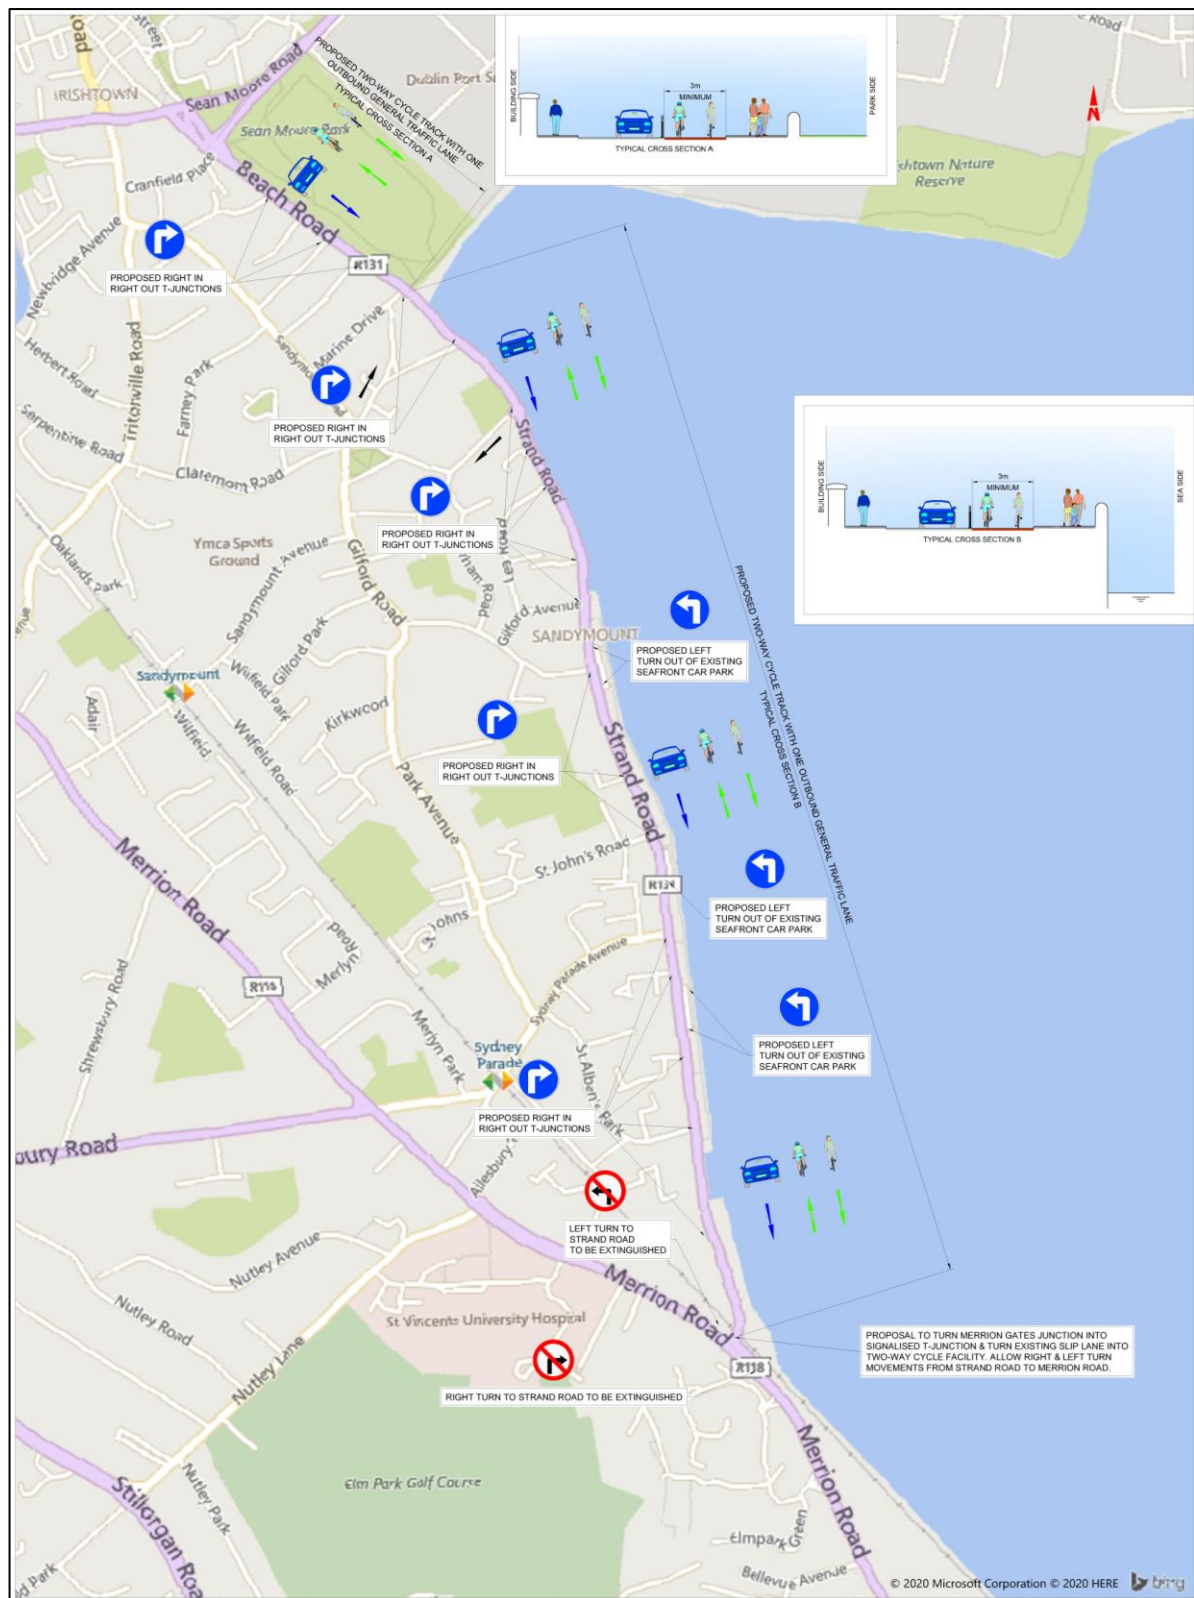 Sean Moore Road
IRISHTOWN
Road
Street
Road
Dublin Port
Sean Moore Park
PROPOSED TWO-WAY CYCLE TRACK WITH ONE
OUTBOUND GENERAL TRAFFIC LANE
TYPICAL CROSS SECTION A
BUILDING SIDE
3m
MINIMUM
PARK SIDE
TYPICAL CROSS SECTION A
N
Nature
Reserve
Cranfield Place
Beach Road
Newbridge Avenue
PROPOSED RIGHT IN
RIGHT OUT T-JUNCTIONS
R131
Herbert Road
Tritonville Road
Farney Park
Marine Drive
Serpentine Road
Claremont Road
PROPOSED RIGHT IN
RIGHT OUT T-JUNCTIONS
Strand Road
BUILDING SIDE
3m
MINIMUM
SEA SIDE
TYPICAL CROSS SECTION B
PROPOSED RIGHT IN
RIGHT OUT T-JUNCTIONS
Oaklands Park
Ymca Sports
Ground
Sandymount Avenue
Gilford Road
Lea Road
Gilford Avenue
SANDYMOUNT
PROPOSED TWO-WAY CYCLE TRACK WITH ONE OUTBOUND GENERAL TRAFFIC LANE
TYPICAL CROSS SECTION B
PROPOSED LEFT
TURN OUT OF EXISTING
SEAFRONT CAR PARK
Gilford Park
Sandymount
Wilfield Park
Adair
Wilfield
Wilfield Road
Kirkwood
Park Avenue
PROPOSED RIGHT IN
RIGHT OUT T-JUNCTIONS
Strand Road
Merrion Road
St John's Road
R131
PROPOSED LEFT
TURN OUT OF EXISTING
SEAFRONT CAR PARK
Merlyn Road
Sydney Parade Avenue
R118
Shrewsbury Road
Merlyn Park
Sydney
Parade
St Alban's Park
PROPOSED LEFT
TURN OUT OF EXISTING
SEAFRONT CAR PARK
PROPOSED RIGHT IN
RIGHT OUT T-JUNCTIONS
bury Road
Ailesbury
LEFT TURN TO
STRAND ROAD
TO BE EXTINGUISHED
Nutley Avenue
Nutley Road
Nutley Lane
Merrion Road
St Vincents University Hospital
PROPOSAL TO TURN MERRION GATES JUNCTION INTO
SIGNALISED T-JUNCTION & TURN EXISTING SLIP LANE INTO
TWO-WAY CYCLE FACILITY. ALLOW RIGHT & LEFT TURN
MOVEMENTS FROM STRAND ROAD TO MERRION ROAD.
R118
RIGHT TURN TO STRAND ROAD TO BE EXTINGUISHED
Merrion Road
Elm Park Golf Course
Nutley Park
Stillorgan Road
Elmpark Green
Bellevue Avenue
Park
© 2020 Microsoft Corporation © 2020 HERE
bing